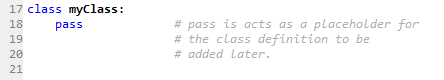 17 class myClass:
18     pass             # pass is acts as a placeholder for
19                      # the class definition to be
20                      # added later.
21